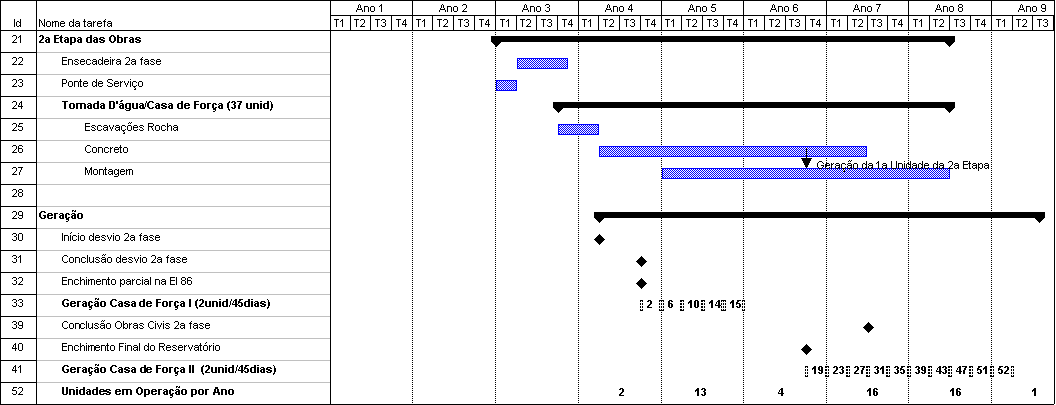 Ano 1 Ano 2 Ano 3 Ano 4 Ano 5 Ano 6 Ano 7 Ano 8 Ano 9
Id Nome da tarefa T1 T2 T3 T4 T1 T2 T3 T4 T1 T2 T3 T4 T1 T2 T3 T4 T1 T2 T3 T4 T1 T2 T3 T4 T1 T2 T3 T4 T1 T2 T3 T4 T1 T2 T3
21 2a Etapa das Obras
22 Ensecadeira 2a fase
23 Ponte de Serviço
24 Tomada D'água/Casa de Força (37 unid)
25 Escavações Rocha
26 Concreto
Geração da 1a Unidade da 2a Etapa
27 Montagem
28
29 Geração
30 Início desvio 2a fase
31 Conclusão desvio 2a fase
32 Enchimento parcial na El 86
33 Geração Casa de Força I (2unid/45dias) 2 6 10 14 15
39 Conclusão Obras Civis 2a fase
40 Enchimento Final do Reservatório
41 Geração Casa de Força II (2unid/45dias) 19 23 27 31 35 39 43 47 51 52
52 Unidades em Operação por Ano 2 13 4 16 16 1